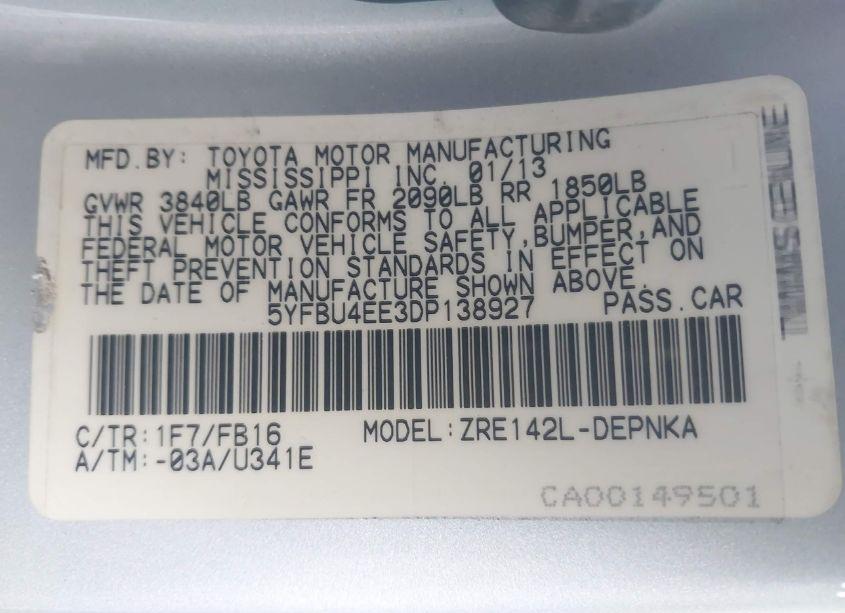 MFD.BY: TOYOTA MOTOR MANUFACTURING
MISSISSIPPI INC. 01/13
GVWR 3840LB GAWR FR 2090LB RR 1850LB
THIS VEHICLE CONFORMS TO ALL APPLICABLE
FEDERAL MOTOR VEHICLE SAFETY,BUMPER,AND
THEFT PREVENTION STANDARDS IN EFFECT ON
THE DATE OF MANUFACTURE SHOWN ABOVE.
5YFBU4EE3DP138927 PASS.CAR
C/TR:1F7/FB16 MODEL:ZRE142L-DEPNKA
A/TM:-03A/U341E
CA00149501